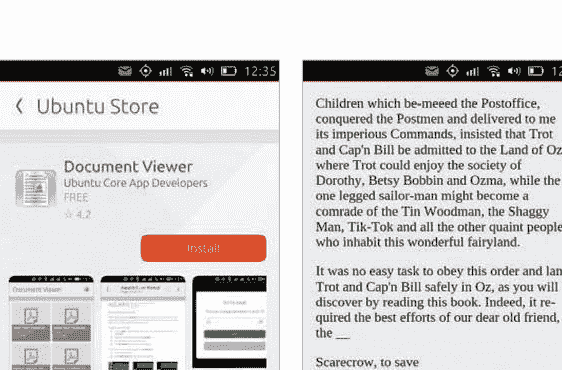 12:35
Ubuntu Store
Document Viewer
Ubuntu Core App Developers
FREE
☆ 4.2
Install
Document Viewer
12
Children which be-meeed the Postoffice,
conquered the Postmen and delivered to me
its imperious Commands, insisted that Trot
and Cap'n Bill be admitted to the Land of Oz
where Trot could enjoy the society of
Dorothy, Betsy Bobbin and Ozma, while the
one legged sailor-man might become a
comrade of the Tin Woodman, the Shaggy
Man, Tik-Tok and all the other quaint people
who inhabit this wonderful fairyland.
It was no easy task to obey this order and lan
Trot and Cap'n Bill safely in Oz, as you will
discover by reading this book. Indeed, it re-
quired the best efforts of our dear old friend,
the __
Scarecrow, to save